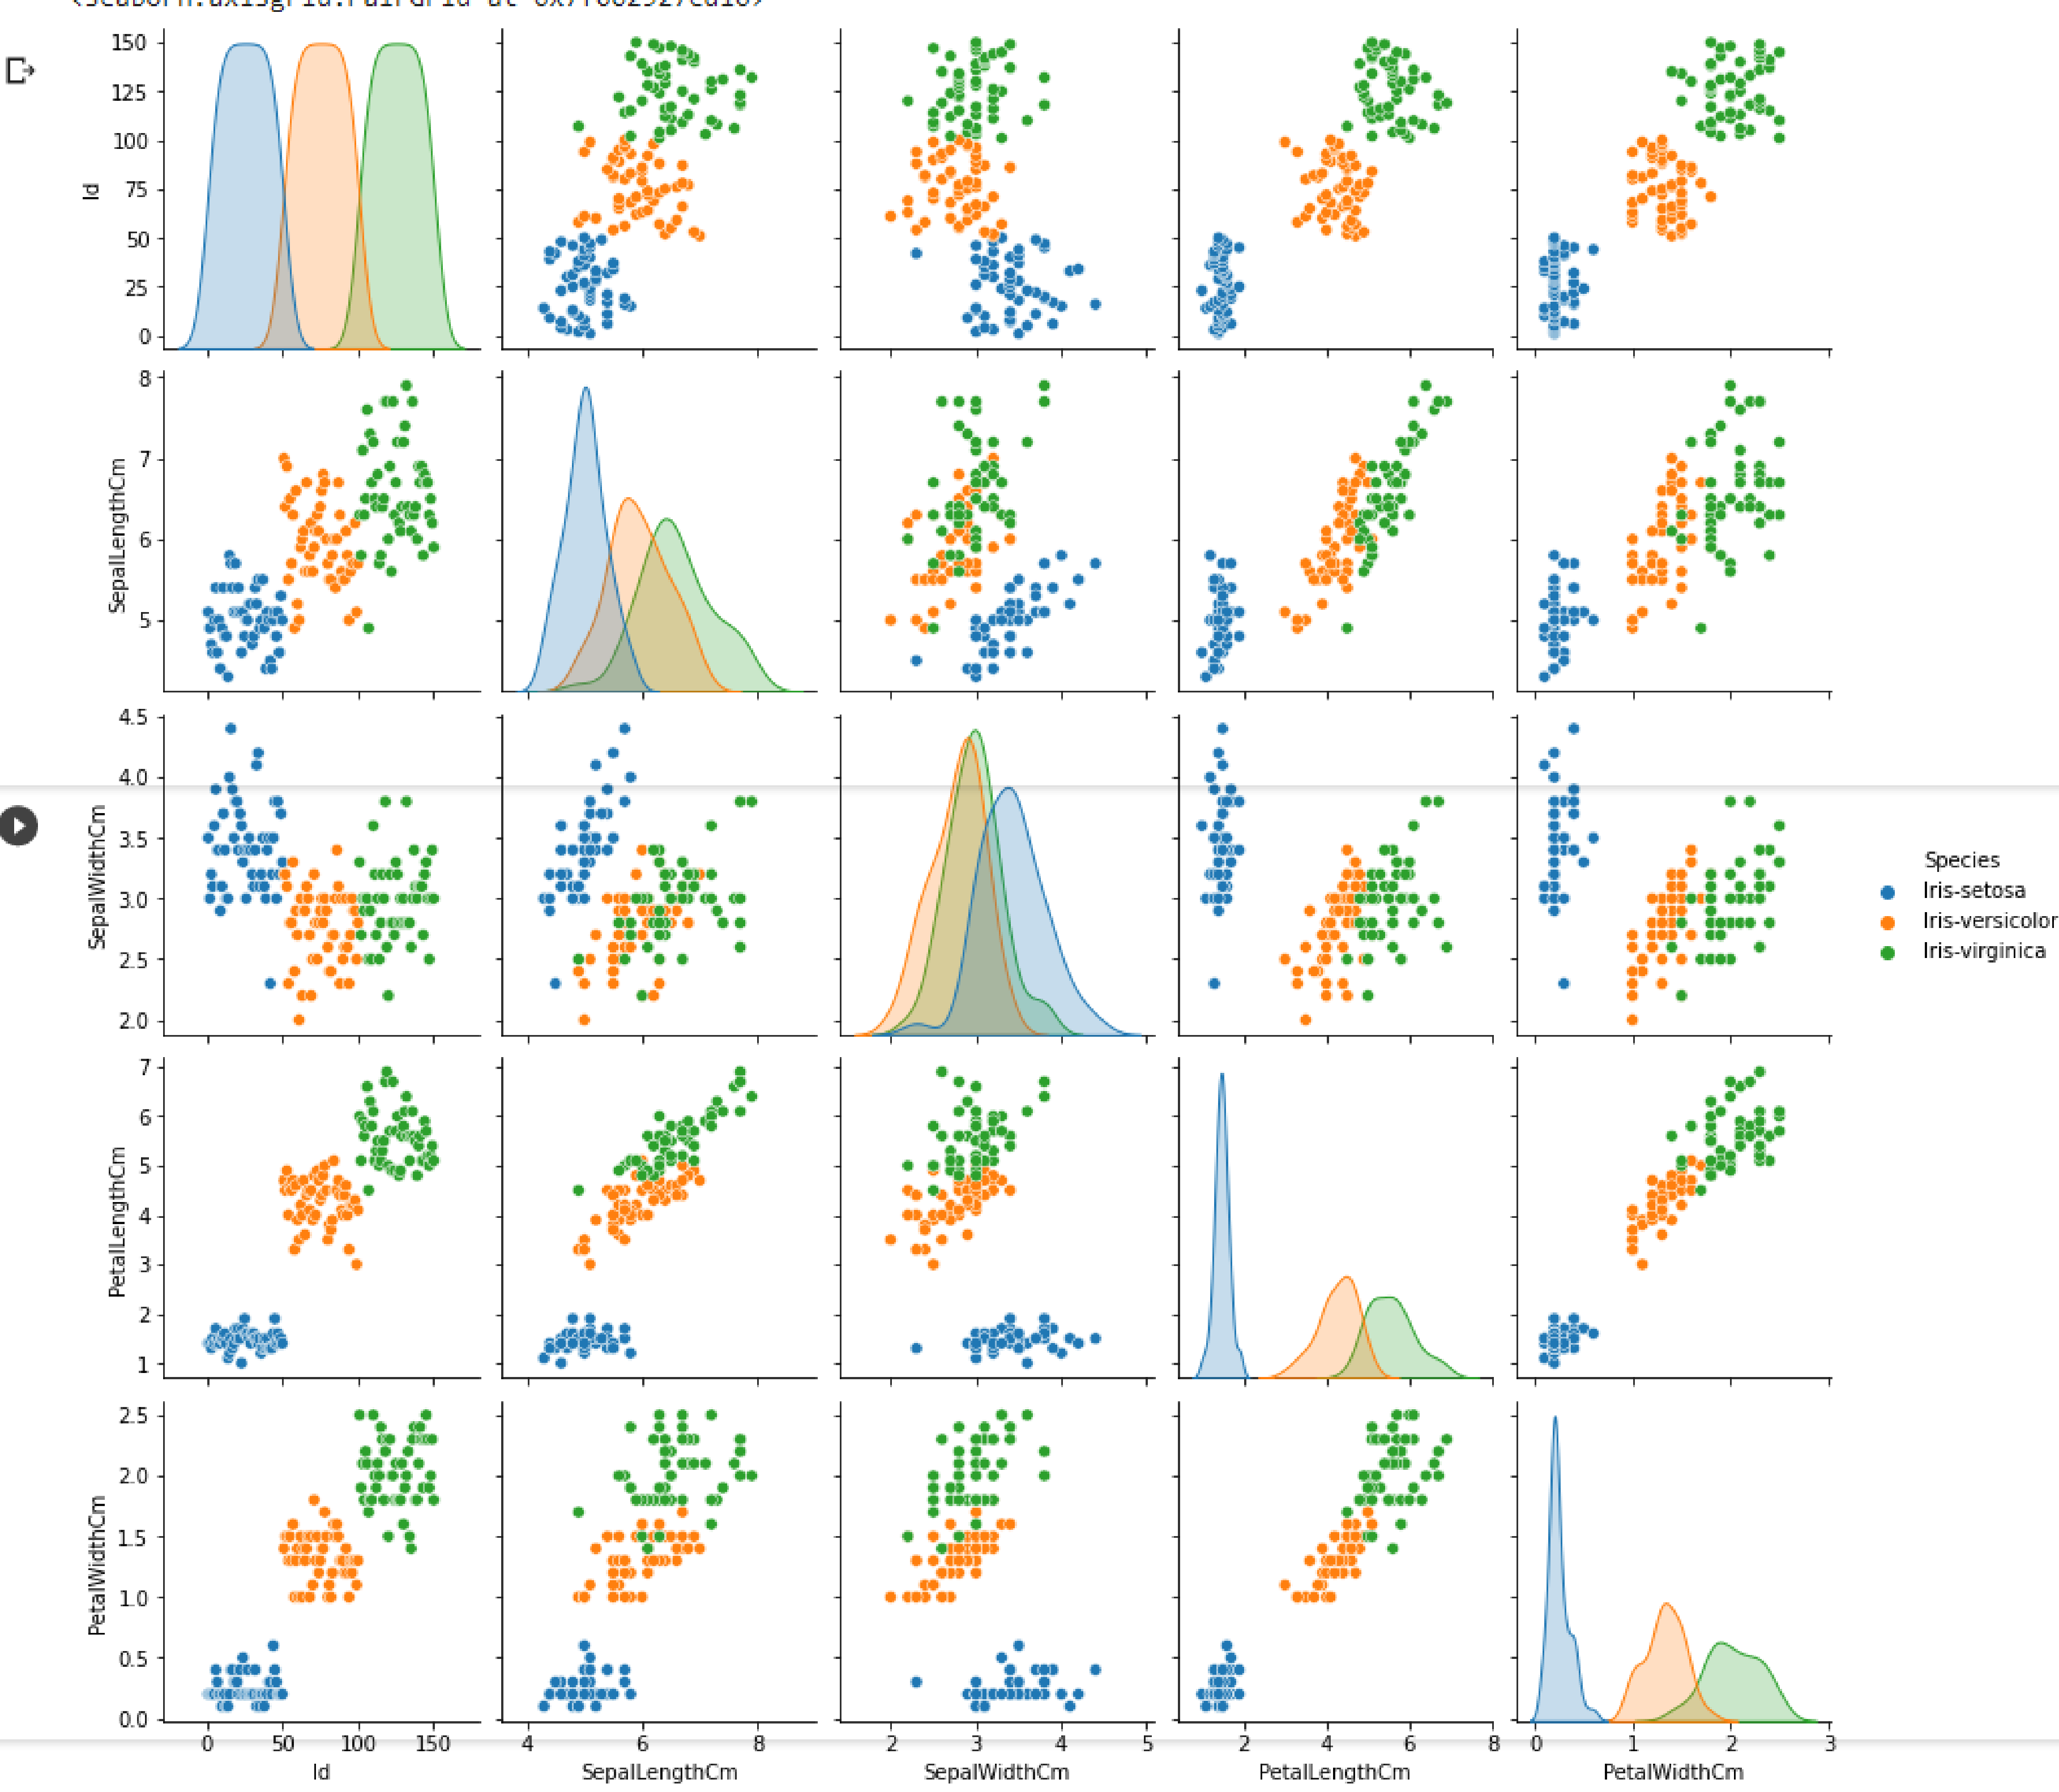 150
125
100
75
50
25
0
Id
8
7
6
5
SepalLengthCm
4.5
4.0
3.5
3.0
2.5
2.0
SepalWidthCm
Species
Iris-setosa
Iris-versicolor
Iris-virginica
7
6
5
4
3
2
1
PetalLengthCm
2.5
2.0
1.5
1.0
0.5
0.0
PetalWidthCm
0 50 100 150 4 6 8 2 3 4 5 2 4 6 8 0 1 2 3
Id SepalLengthCm SepalWidthCm PetalLengthCm PetalWidthCm